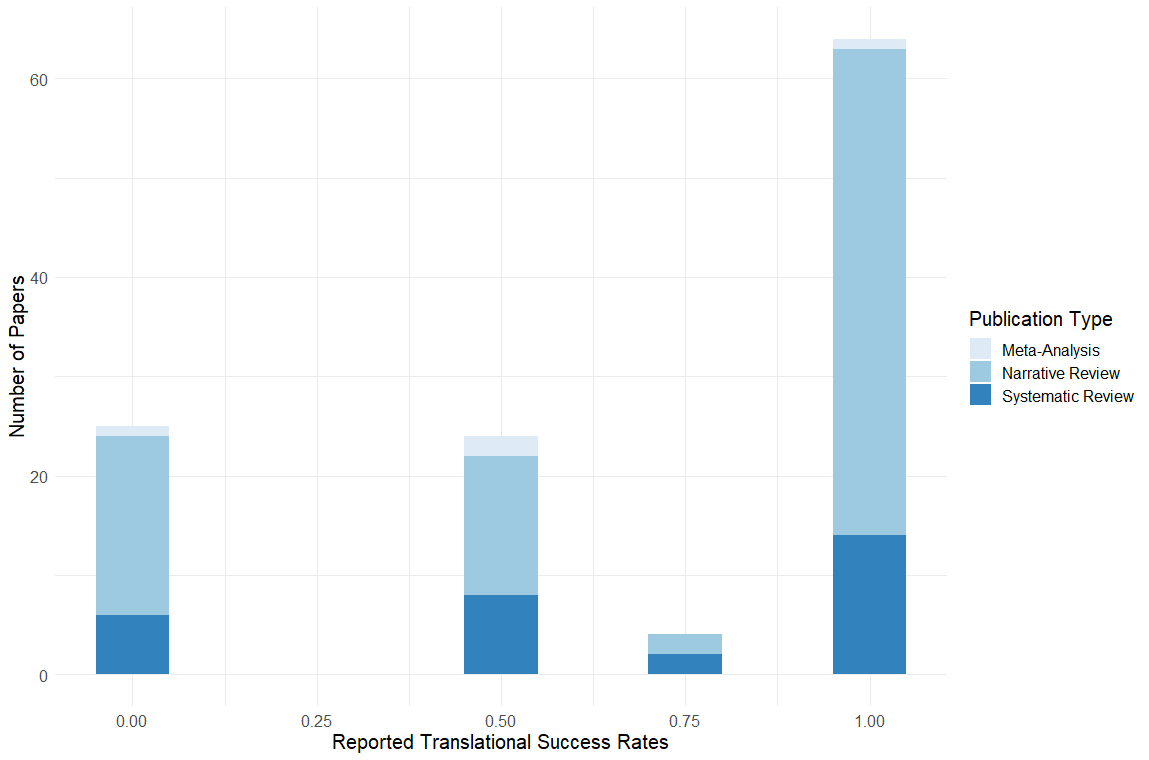 60
40
20
0
Number of Papers
0.00 0.25 0.50 0.75 1.00
Reported Translational Success Rates
Publication Type
Meta-Analysis
Narrative Review
Systematic Review